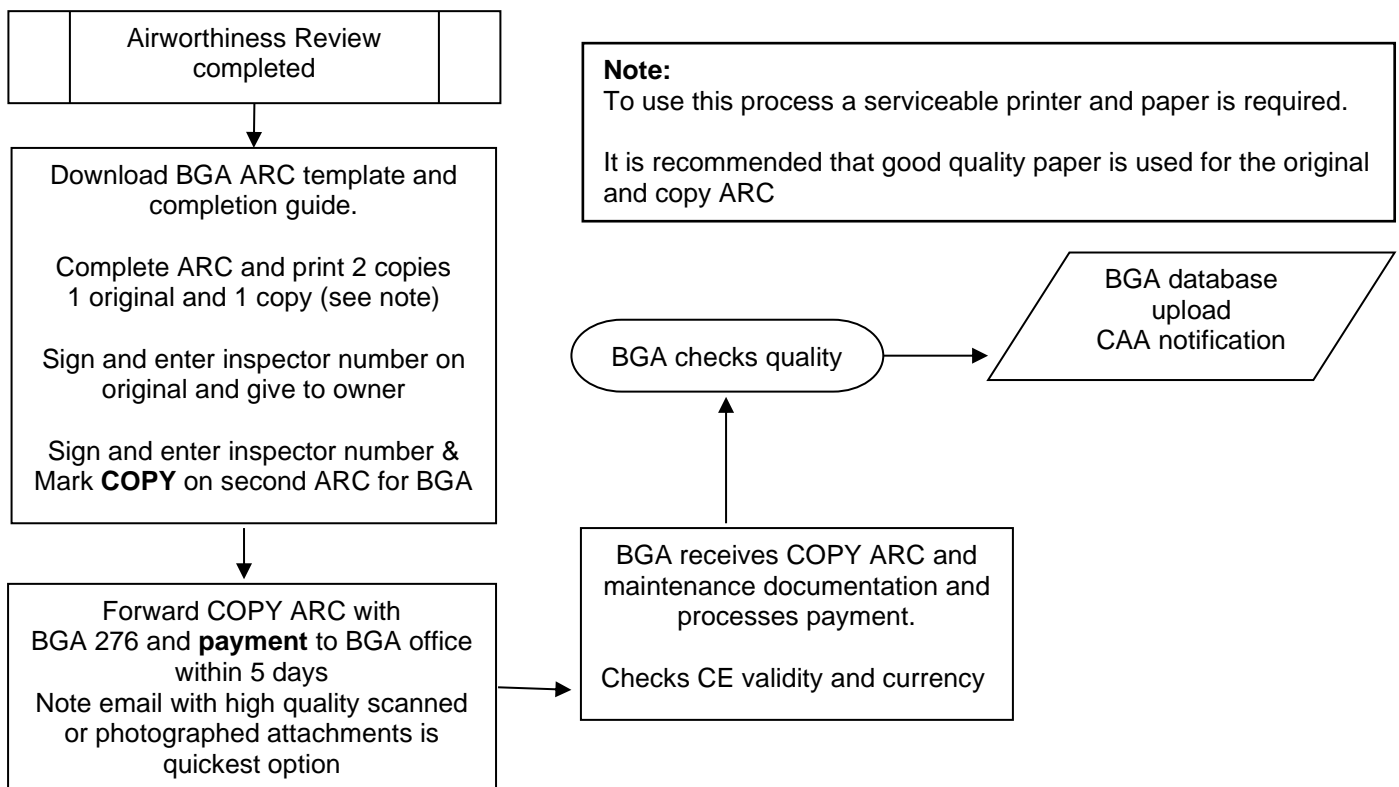 Airworthiness Review
completed
Note:
To use this process a serviceable printer and paper is required.
It is recommended that good quality paper is used for the original
and copy ARC
Download BGA ARC template and
completion guide.
Complete ARC and print 2 copies
1 original and 1 copy (see note)
Sign and enter inspector number on
original and give to owner
Sign and enter inspector number &
Mark COPY on second ARC for BGA
Forward COPY ARC with
BGA 276 and payment to BGA office
within 5 days
Note email with high quality scanned
or photographed attachments is
quickest option
BGA receives COPY ARC and
maintenance documentation and
processes payment.
Checks CE validity and currency
BGA checks quality
BGA database
upload
CAA notification